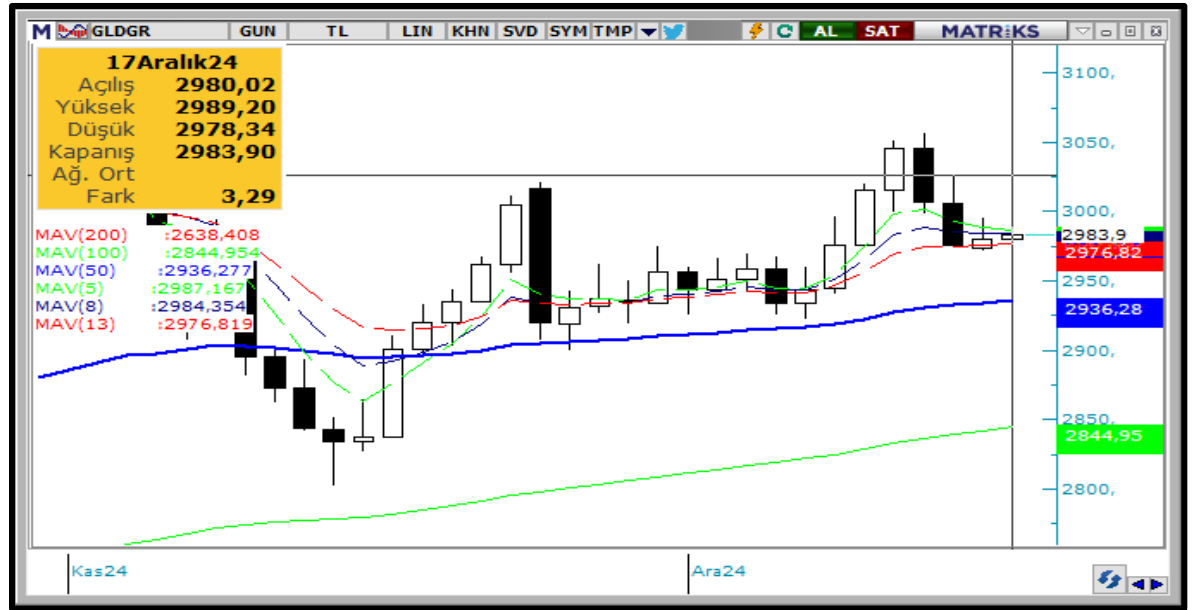 M GLDGR GUN TL LIN KHN SVD SYM TMP AL SAT MATRİKS
17Aralık24
Açılış 2980,02
Yüksek 2989,20
Düşük 2978,34
Kapanış 2983,90
Ağ. Ort
Fark 3,29
MAV(200) :2638,408
MAV(100) :2844,954
MAV(50) :2936,277
MAV(5) :2987,167
MAV(8) :2984,354
MAV(13) :2976,819
3100,
3050,
3000,
2983,9
2976,82
2950,
2936,28
2900,
2850,
2844,95
2800,
Kas24 Ara24